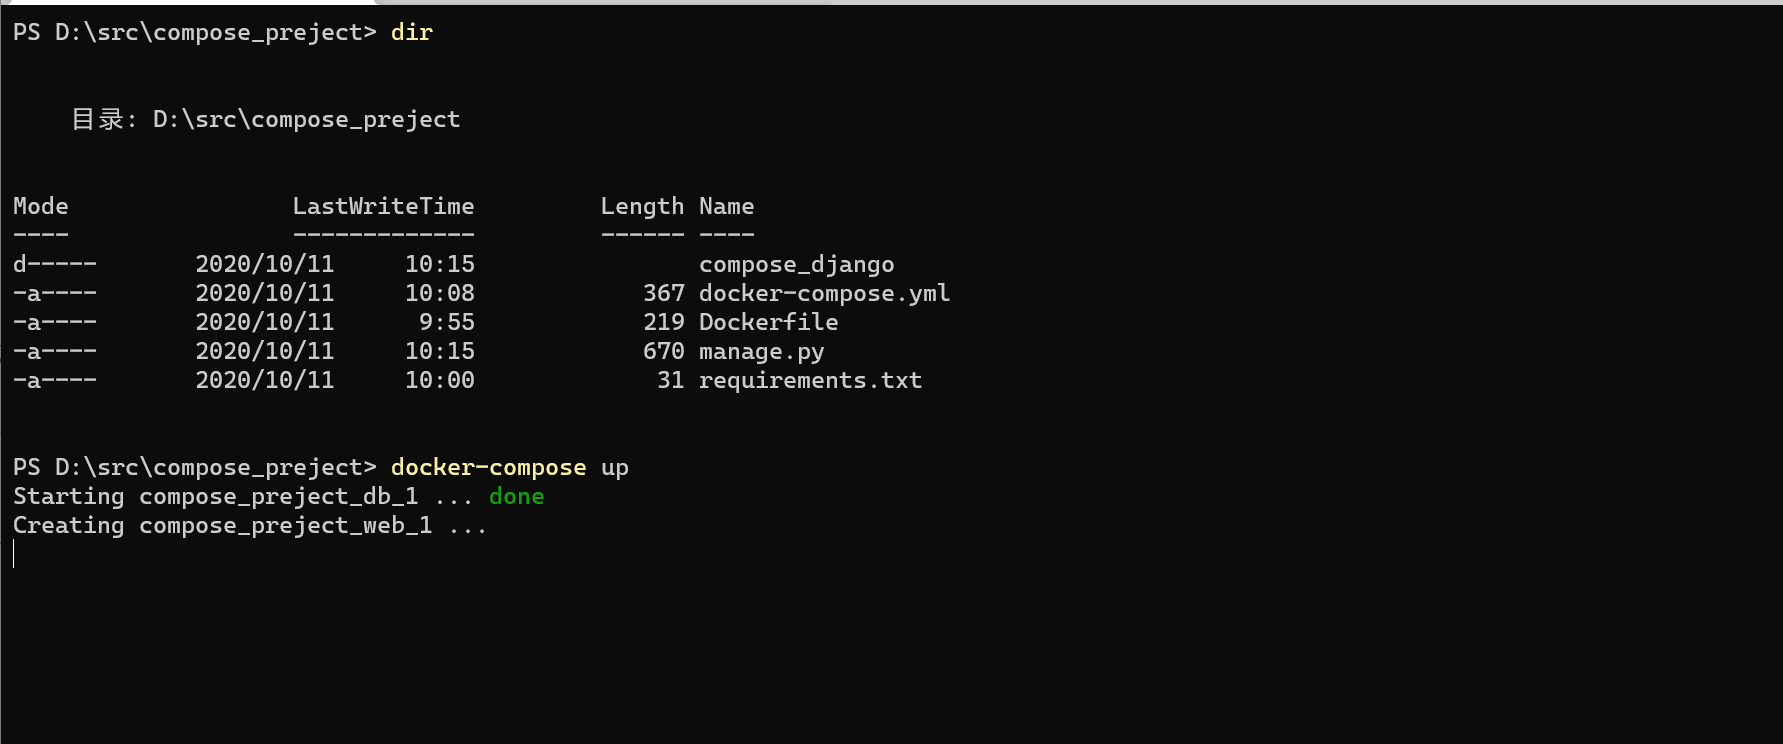 PS D:\src\compose_preject> dir
目录: D:\src\compose_preject
Mode LastWriteTime Length Name
---- ------------- ------ ----
d----- 2020/10/11 10:15 compose_django
-a---- 2020/10/11 10:08 367 docker-compose.yml
-a---- 2020/10/11 9:55 219 Dockerfile
-a---- 2020/10/11 10:15 670 manage.py
-a---- 2020/10/11 10:00 31 requirements.txt
PS D:\src\compose_preject> docker-compose up
Starting compose_preject_db_1 ... done
Creating compose_preject_web_1 ...